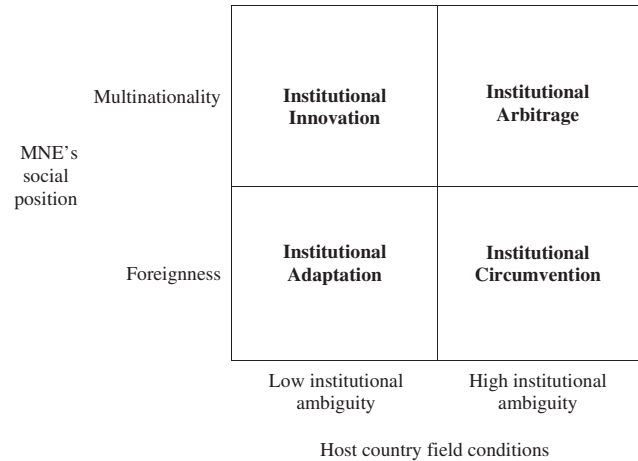 Multinationality
Institutional
Innovation
Institutional
Arbitrage
MNE's
social
position
Foreignness
Institutional
Adaptation
Institutional
Circumvention
Low institutional
ambiguity
High institutional
ambiguity
Host country field conditions